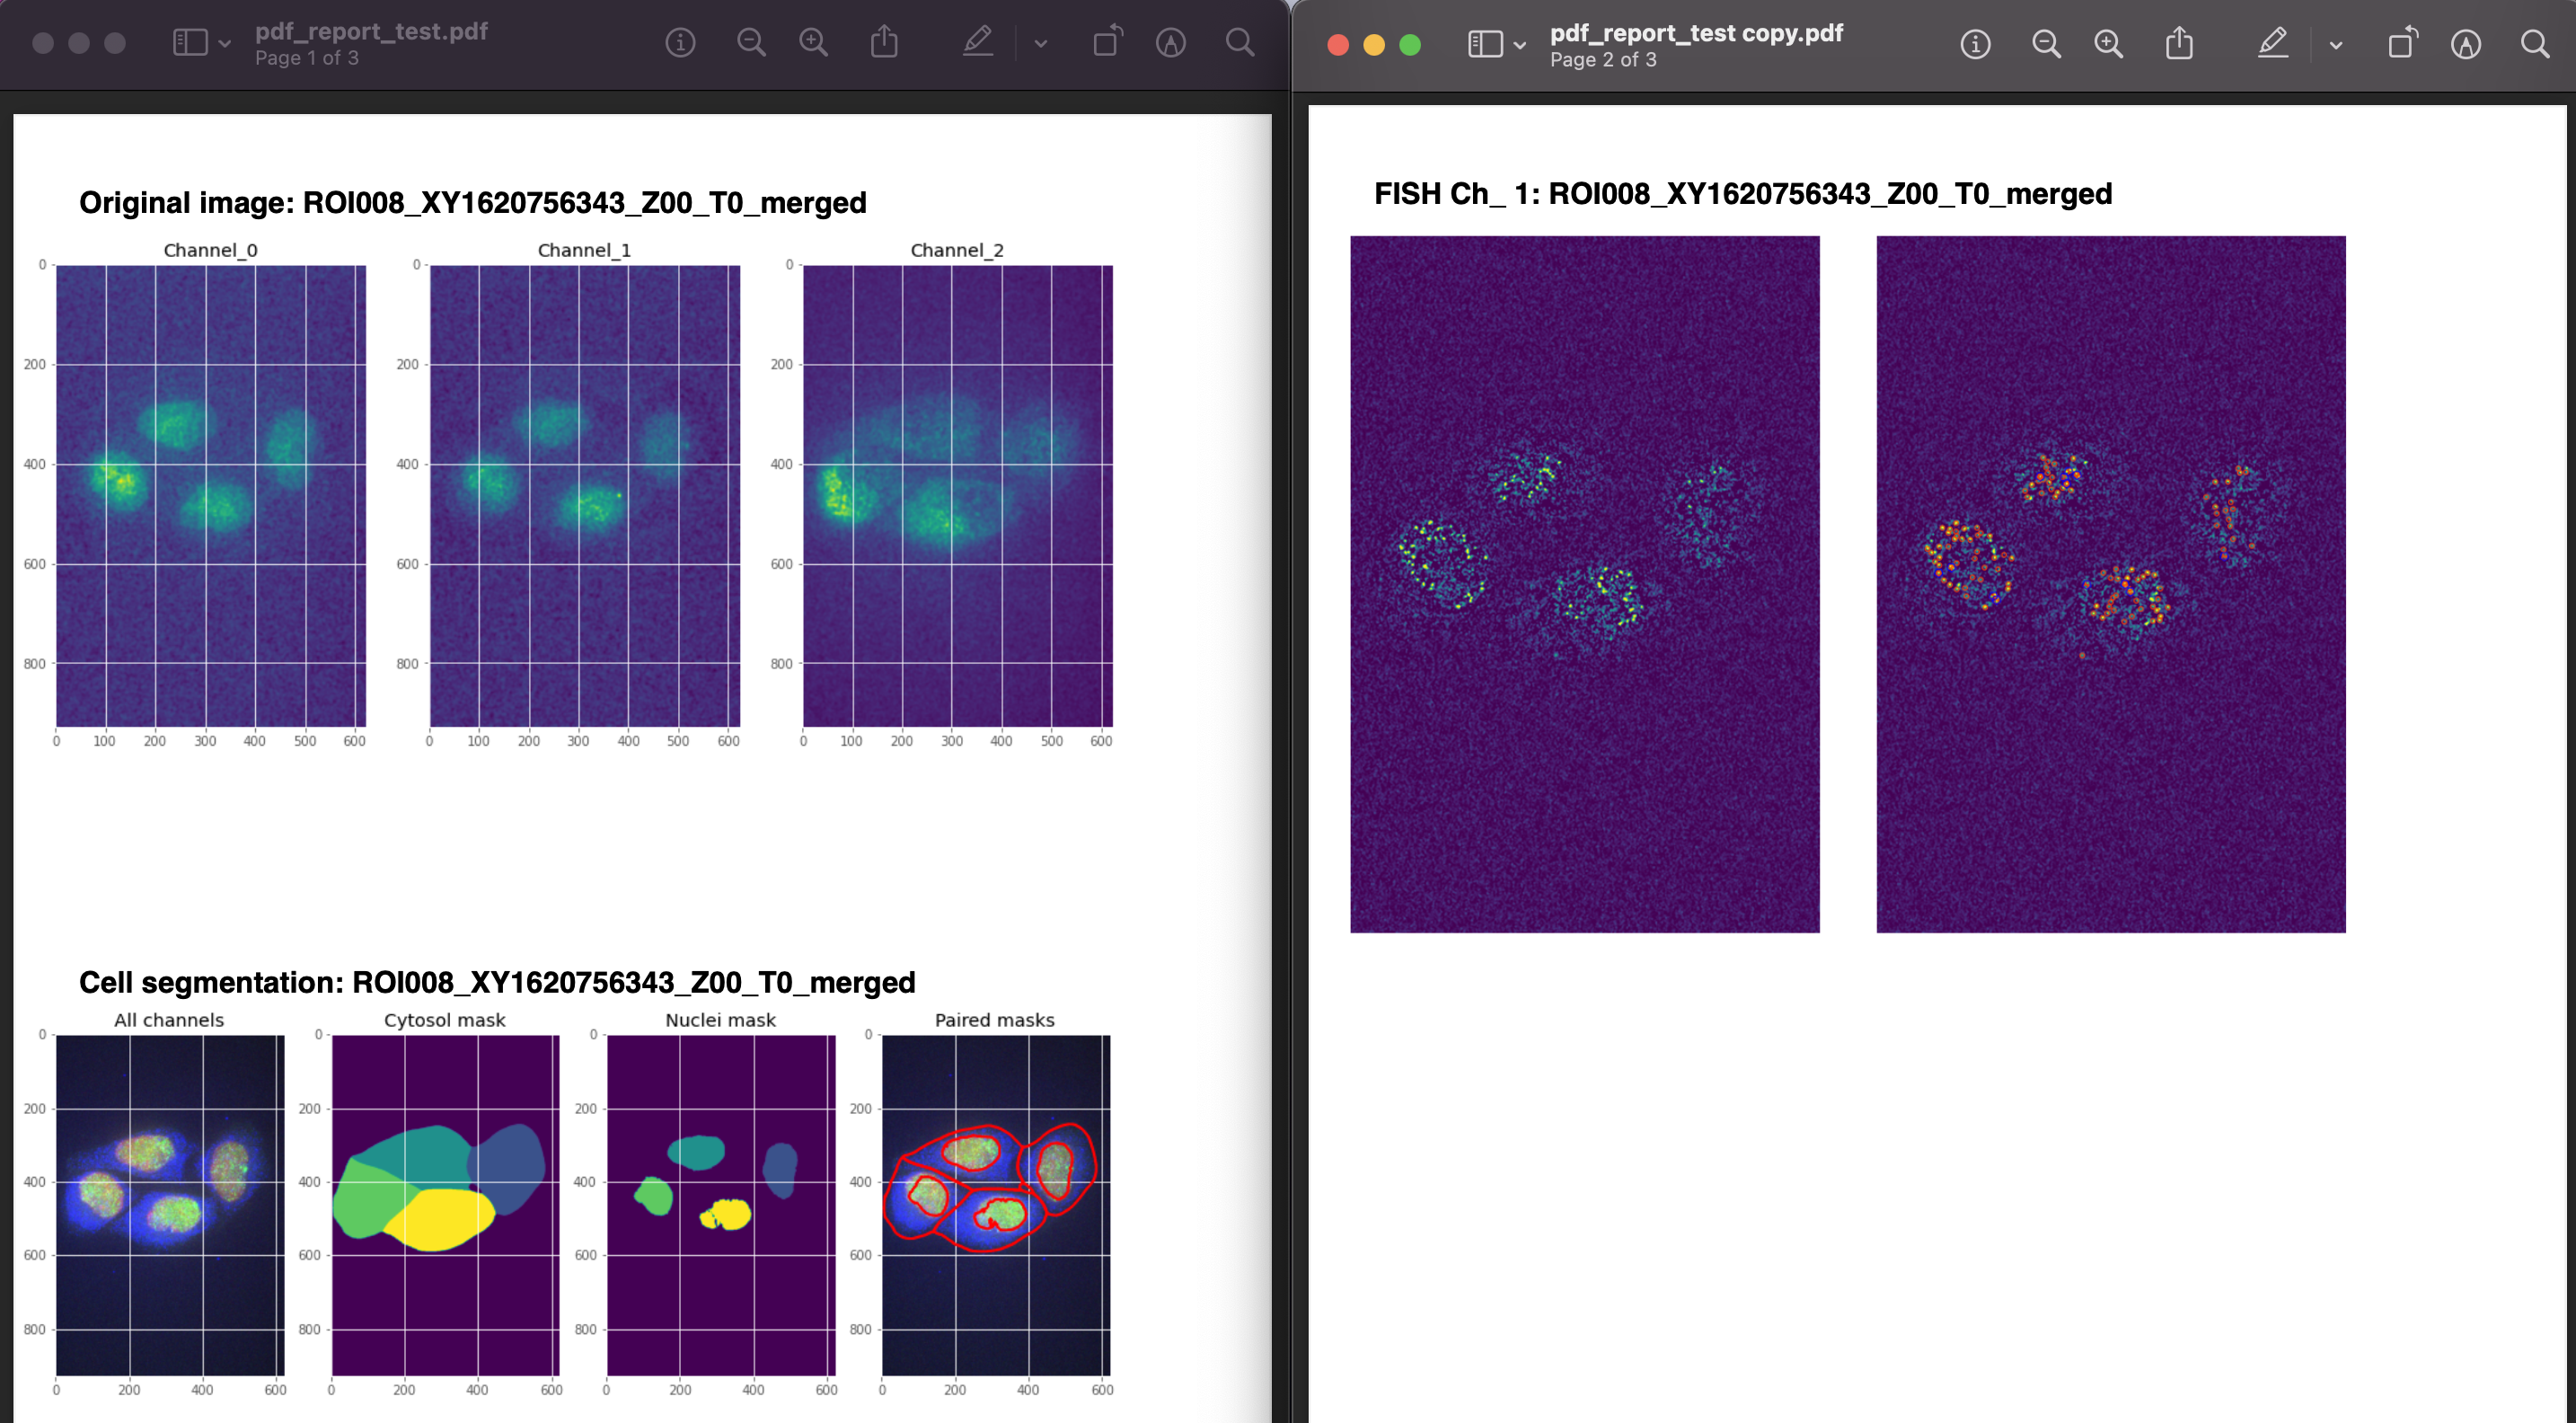 pdf_report_test.pdf
Page 1 of 3
Original image: ROI008_XY1620756343_Z00_T0_merged
Channel_0 Channel_1 Channel_2
0 0 0
200 200 200
400 400 400
600 600 600
800 800 800
0 100 200 300 400 500 600 0 100 200 300 400 500 600 0 100 200 300 400 500 600
Cell segmentation: ROI008_XY1620756343_Z00_T0_merged
All channels Cytosol mask Nuclei mask Paired masks
0 0 0 0
200 200 200 200
400 400 400 400
600 600 600 600
800 800 800 800
0 200 400 600 0 200 400 600 0 200 400 600 0 200 400 600
pdf_report_test copy.pdf
Page 2 of 3
FISH Ch_ 1: ROI008_XY1620756343_Z00_T0_merged